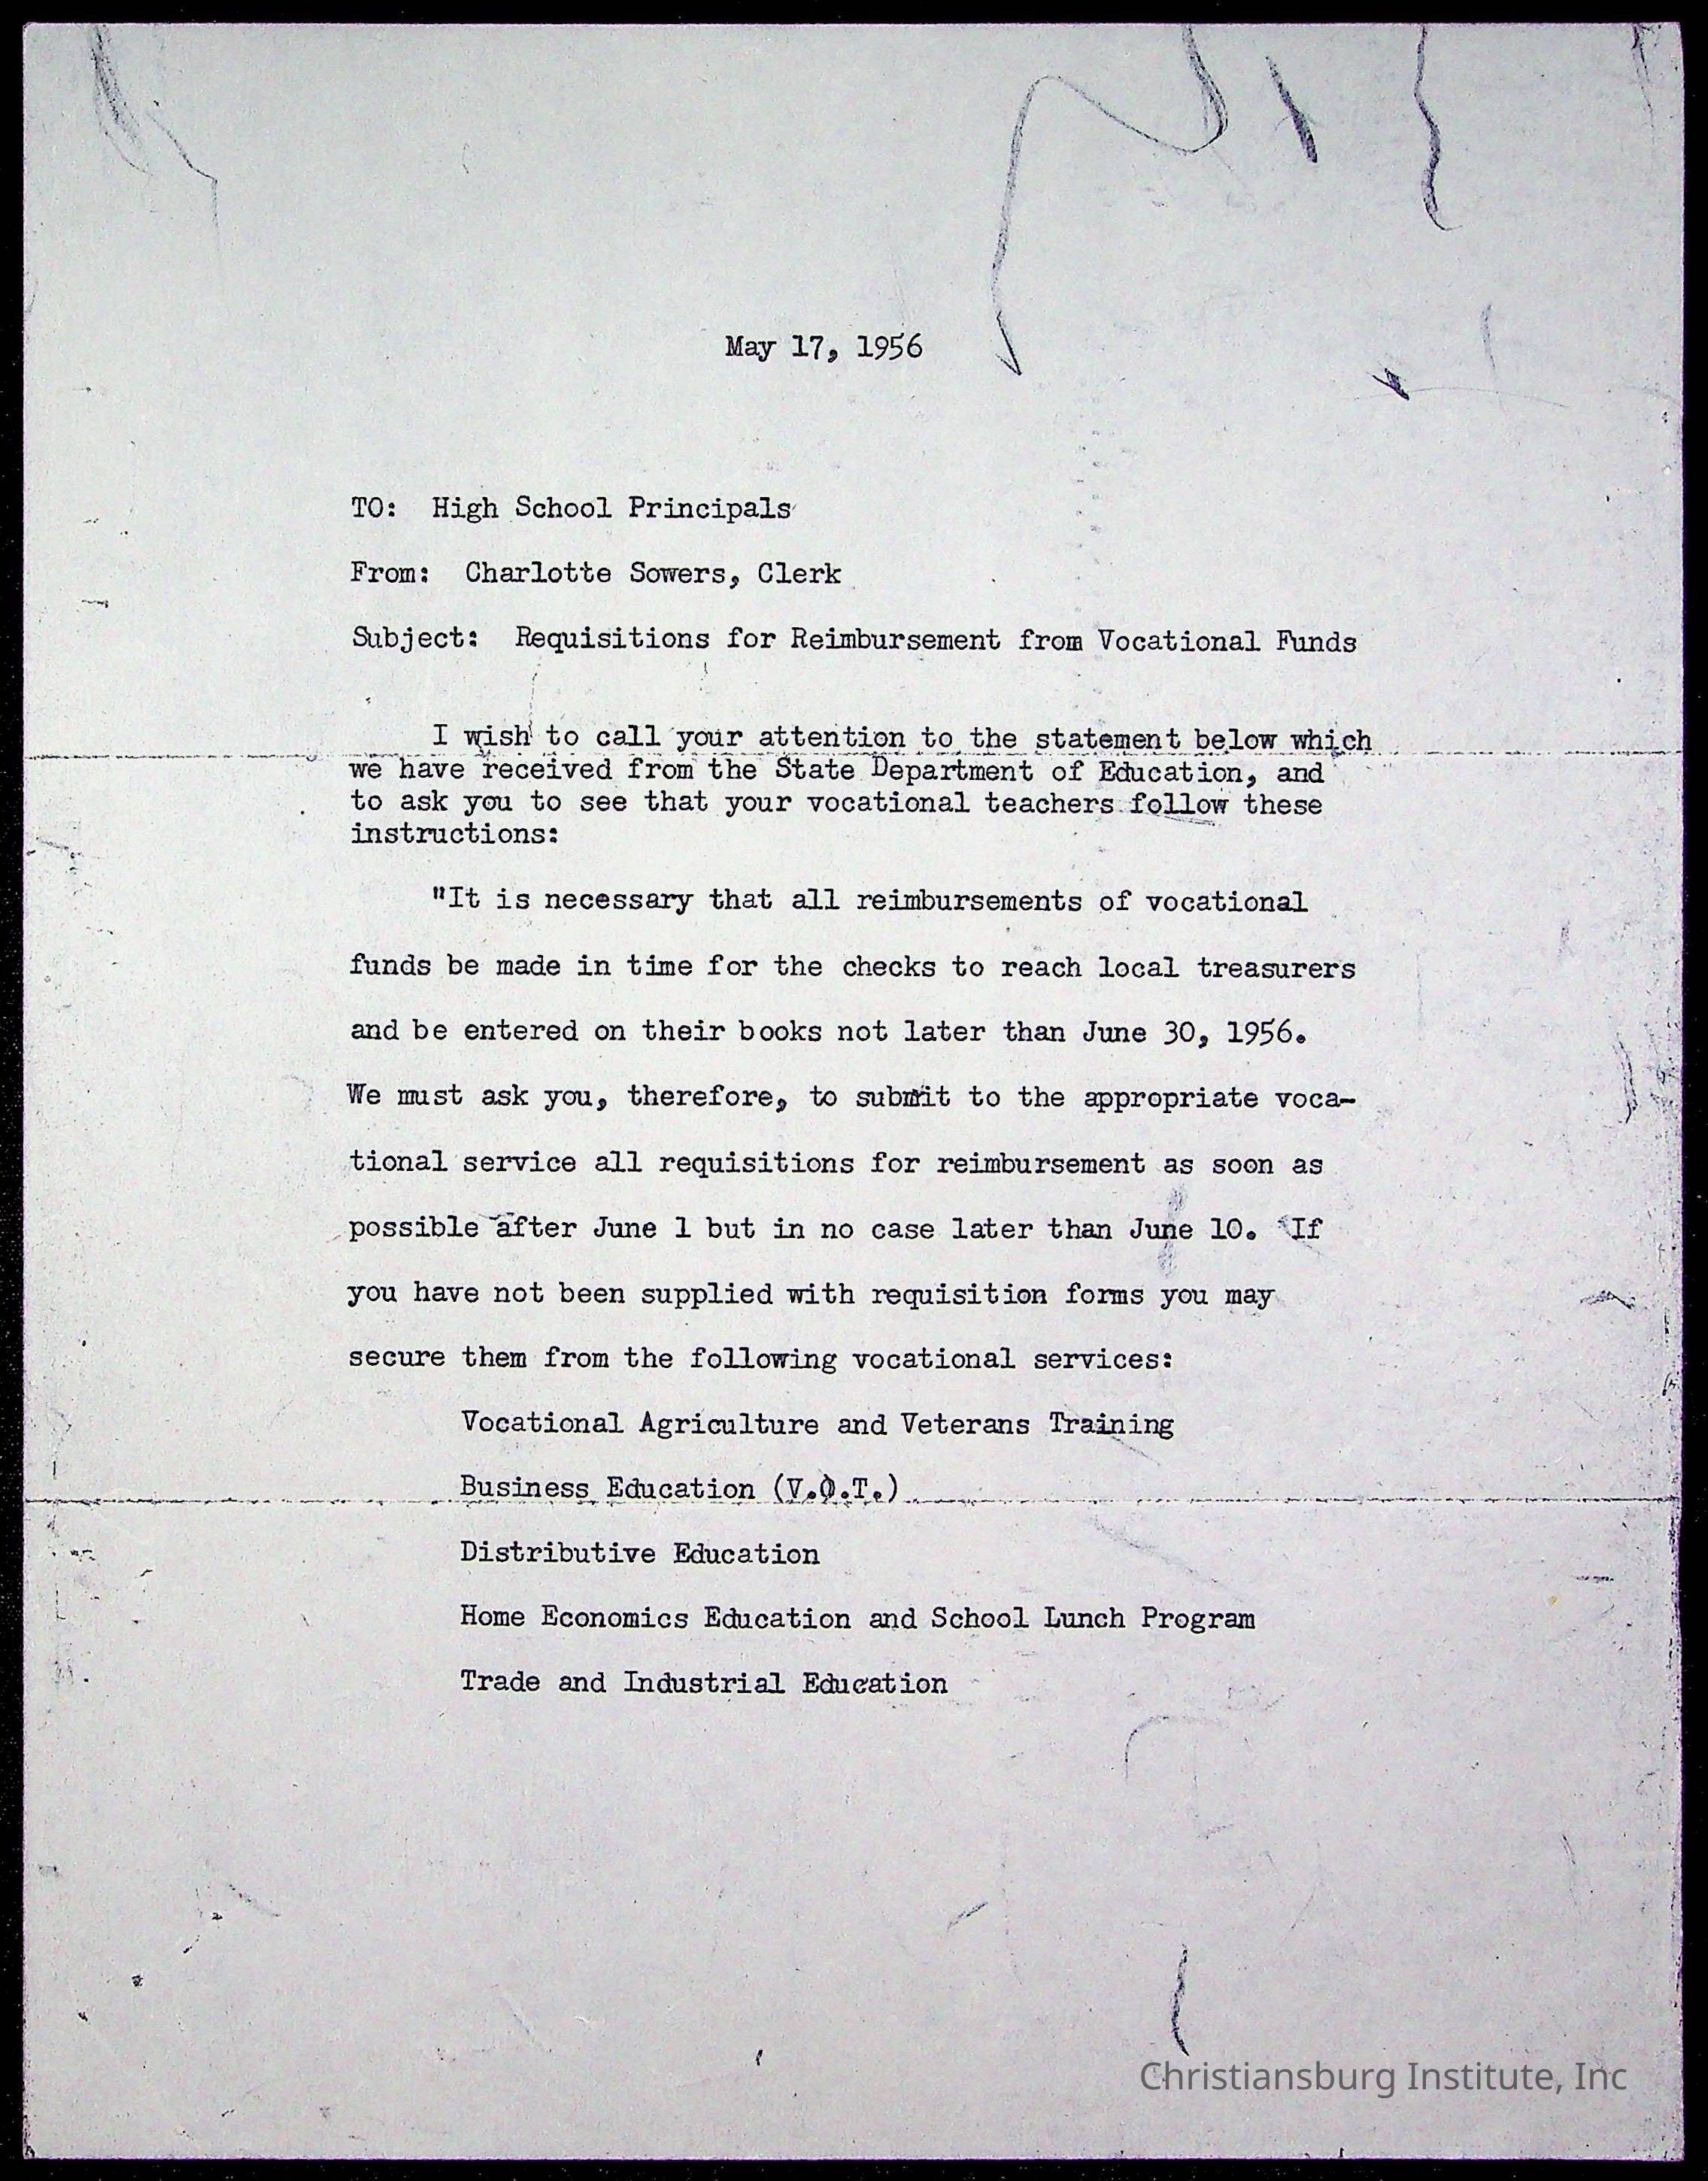 May 17, 1956
TO: High School Principals
From: Charlotte Sowers, Clerk
Subject: Requisitions for Reimbursement from Vocational Funds
I wish to call your attention to the statement below which
we have received from the State Department of Education, and
to ask you to see that your vocational teachers follow these
instructions:
"It is necessary that all reimbursements of vocational
funds be made in time for the checks to reach local treasurers
and be entered on their books not later than June 30, 1956.
We must ask you, therefore, to submit to the appropriate voca-
tional service all requisitions for reimbursement as soon as
possible after June 1 but in no case later than June 10. If
you have not been supplied with requisition forms you may
secure them from the following vocational services:
Vocational Agriculture and Veterans Training
Business Education (V.O.T.)
Distributive Education
Home Economics Education and School Lunch Program
Trade and Industrial Education
Christiansburg Institute, Inc